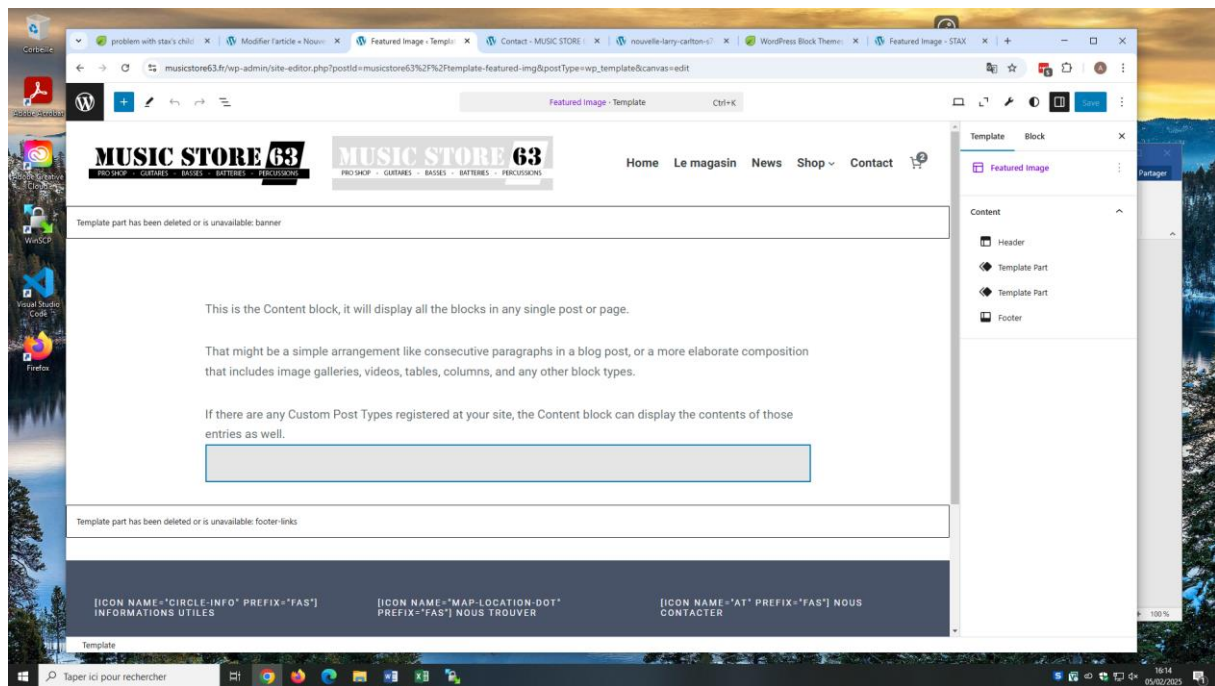 Corbeille
problem with stax's child
Modifier l'article « Nouve
Featured Image ‹ Templat
Contact - MUSIC STORE 6
nouvelle-larry-carlton-s7
WordPress Block Themes
Featured Image - STAX
musicstore63.fr/wp-admin/site-editor.php?postId=musicstore63%2F%2Ftemplate-featured-img&postType=wp_template&canvas=edit
Adobe Acrobat
Featured Image · Template
Ctrl+K
Save
MUSIC STORE 63
PRO SHOP - GUITARES - BASSES - BATTERIES - PERCUSSIONS
MUSIC STORE 63
PRO SHOP - GUITARES - BASSES - BATTERIES - PERCUSSIONS
Home Le magasin News Shop Contact 2
Template Block
Featured Image
Partager
Adobe Creative
Cloud
Template part has been deleted or is unavailable: banner
Content
Header
Template Part
Template Part
Footer
WinSCP
Visual Studio
Code
Firefox
This is the Content block, it will display all the blocks in any single post or page.
That might be a simple arrangement like consecutive paragraphs in a blog post, or a more elaborate composition
that includes image galleries, videos, tables, columns, and any other block types.
If there are any Custom Post Types registered at your site, the Content block can display the contents of those
entries as well.
Template part has been deleted or is unavailable: footer-links
[ICON NAME="CIRCLE-INFO" PREFIX="FAS"]
INFORMATIONS UTILES
[ICON NAME="MAP-LOCATION-DOT"
PREFIX="FAS"] NOUS TROUVER
[ICON NAME="AT" PREFIX="FAS"] NOUS
CONTACTER
100 %
Template
Taper ici pour rechercher
16:14
05/02/2025